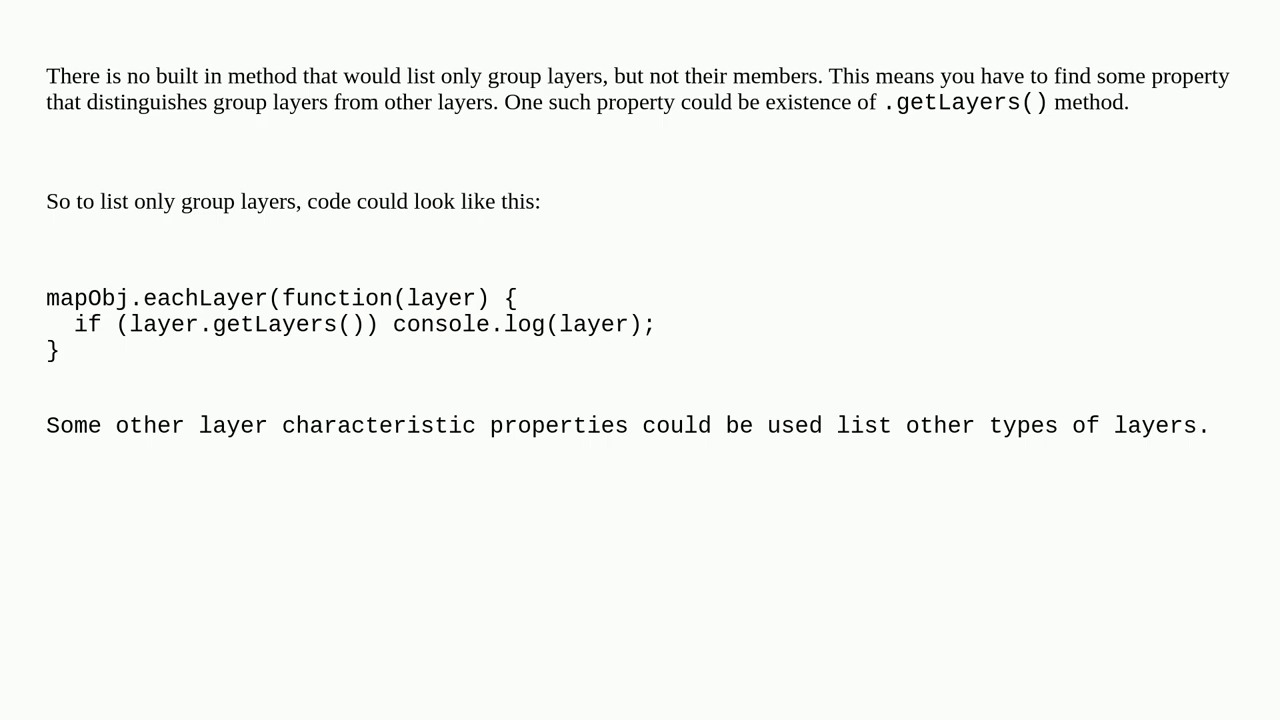 There is no built in method that would list only group layers, but not their members. This means you have to find some property
that distinguishes group layers from other layers. One such property could be existence of .getLayers() method.
So to list only group layers, code could look like this:
mapObj.eachLayer(function(layer) {
  if (layer.getLayers()) console.log(layer);
}
Some other layer characteristic properties could be used list other types of layers.